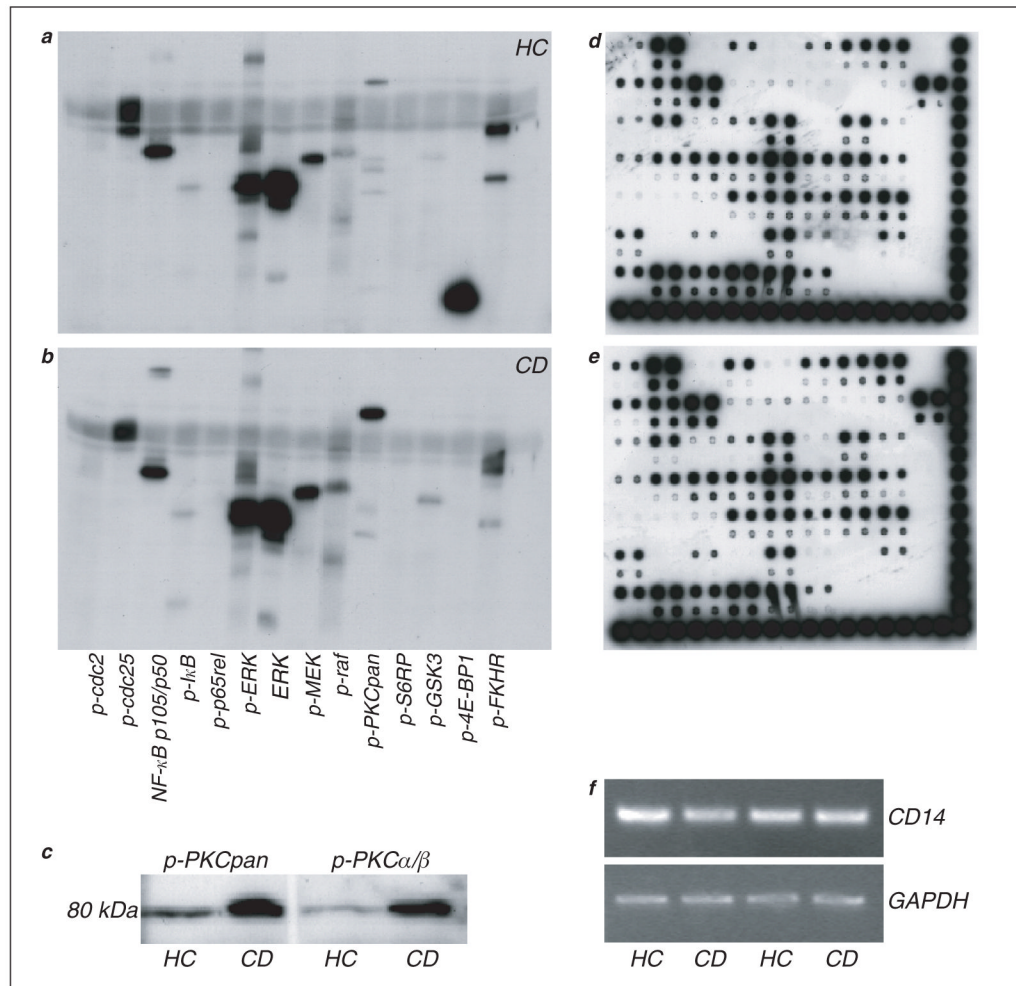 a
HC
d
b
CD
e
p-cdc2
p-cdc25
NF-κB p105/p50
p-IκB
p-p65rel
p-ERK
ERK
p-MEK
p-raf
p-PKCpan
p-S6RP
p-GSK3
p-4E-BP1
p-FKHR
c
p-PKCpan
p-PKCα/β
80 kDa
HC
CD
HC
CD
f
CD14
GAPDH
HC
CD
HC
CD